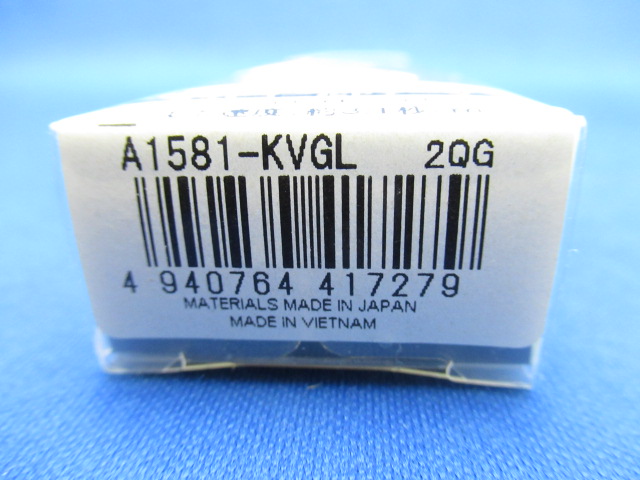 A1581-KVGL 2QG
4 940764 417279
MATERIALS MADE IN JAPAN
MADE IN VIETNAM